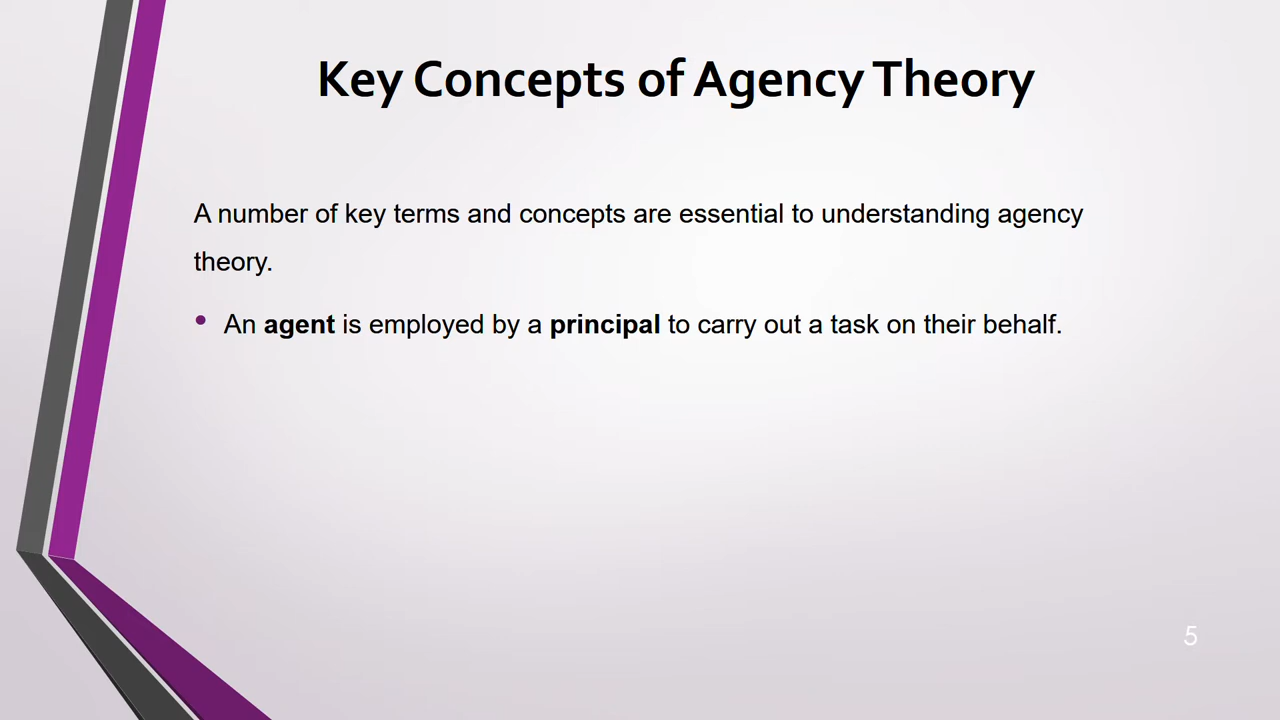 Key Concepts of Agency Theory
A number of key terms and concepts are essential to understanding agency
theory.
• An agent is employed by a principal to carry out a task on their behalf.
5